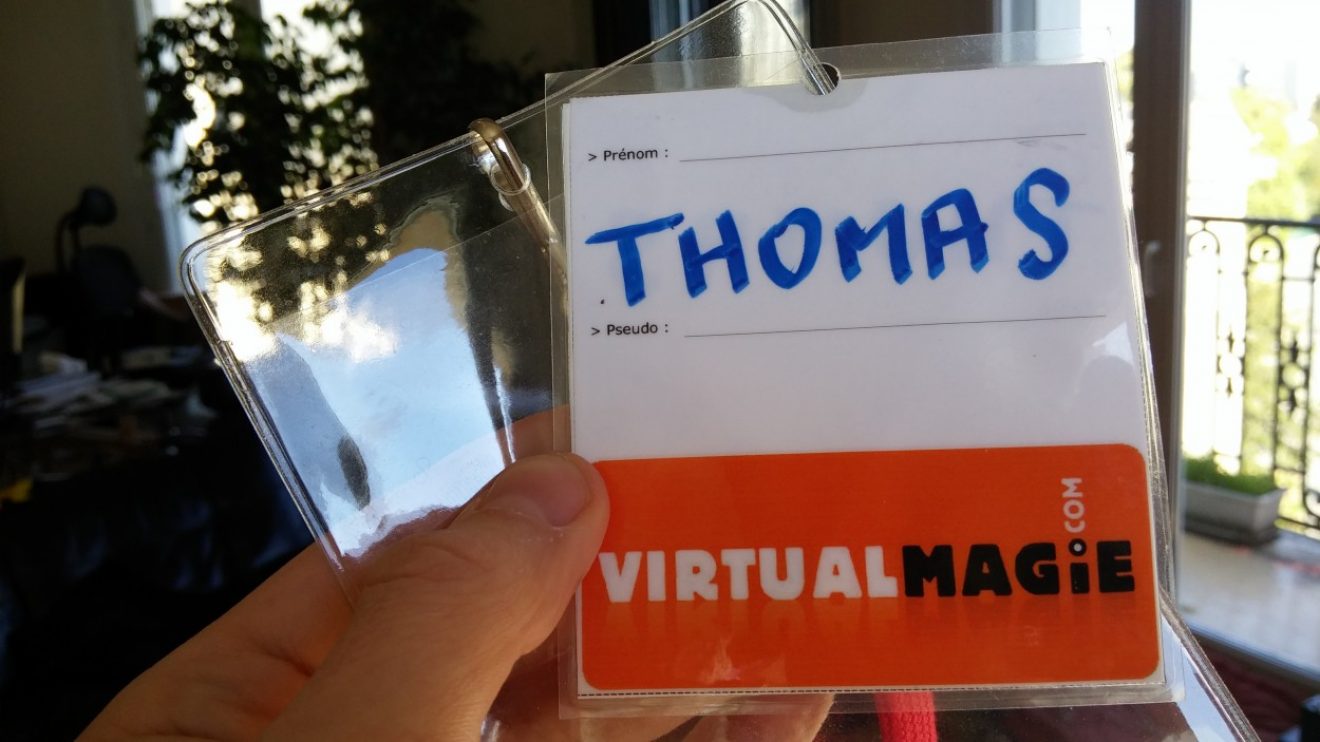 > Prénom :
THOMAS
> Pseudo :
VIRTUALMAGiE.COM